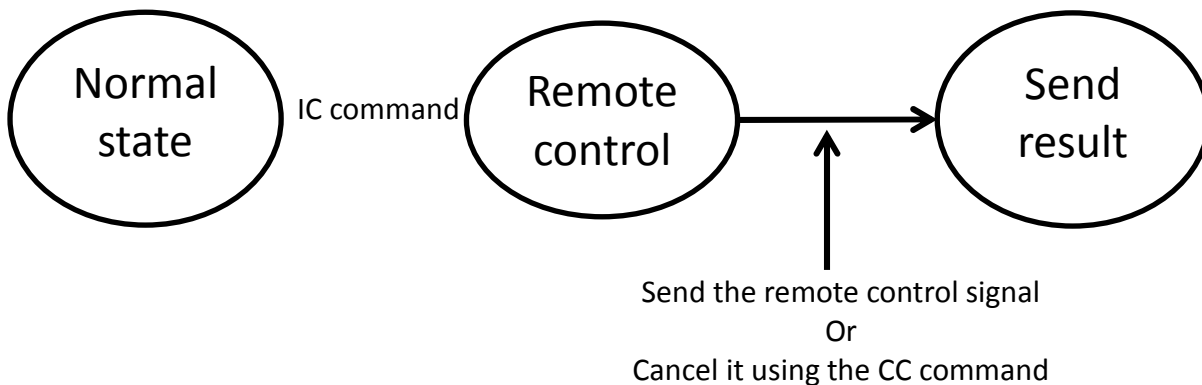 Normal
state
IC command
Remote
control
Send
result
Send the remote control signal
Or
Cancel it using the CC command